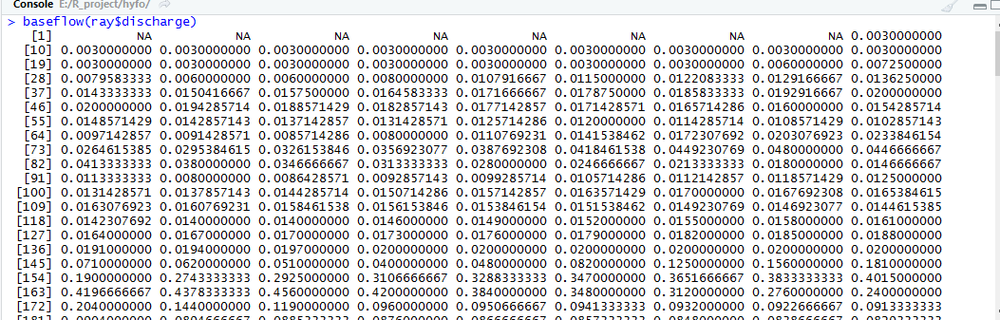 Console E:/R_project/hyfo/
> baseflow(ray$discharge)
[1] NA NA NA NA NA NA NA NA 0.0030000000
[10] 0.0030000000 0.0030000000 0.0030000000 0.0030000000 0.0030000000 0.0030000000 0.0030000000 0.0030000000 0.0030000000
[19] 0.0030000000 0.0030000000 0.0030000000 0.0030000000 0.0030000000 0.0030000000 0.0030000000 0.0060000000 0.0072500000
[28] 0.0079583333 0.0060000000 0.0060000000 0.0080000000 0.0107916667 0.0115000000 0.0122083333 0.0129166667 0.0136250000
[37] 0.0143333333 0.0150416667 0.0157500000 0.0164583333 0.0171666667 0.0178750000 0.0185833333 0.0192916667 0.0200000000
[46] 0.0200000000 0.0194285714 0.0188571429 0.0182857143 0.0177142857 0.0171428571 0.0165714286 0.0160000000 0.0154285714
[55] 0.0148571429 0.0142857143 0.0137142857 0.0131428571 0.0125714286 0.0120000000 0.0114285714 0.0108571429 0.0102857143
[64] 0.0097142857 0.0091428571 0.0085714286 0.0080000000 0.0110769231 0.0141538462 0.0172307692 0.0203076923 0.0233846154
[73] 0.0264615385 0.0295384615 0.0326153846 0.0356923077 0.0387692308 0.0418461538 0.0449230769 0.0480000000 0.0446666667
[82] 0.0413333333 0.0380000000 0.0346666667 0.0313333333 0.0280000000 0.0246666667 0.0213333333 0.0180000000 0.0146666667
[91] 0.0113333333 0.0080000000 0.0086428571 0.0092857143 0.0099285714 0.0105714286 0.0112142857 0.0118571429 0.0125000000
[100] 0.0131428571 0.0137857143 0.0144285714 0.0150714286 0.0157142857 0.0163571429 0.0170000000 0.0167692308 0.0165384615
[109] 0.0163076923 0.0160769231 0.0158461538 0.0156153846 0.0153846154 0.0151538462 0.0149230769 0.0146923077 0.0144615385
[118] 0.0142307692 0.0140000000 0.0140000000 0.0146000000 0.0149000000 0.0152000000 0.0155000000 0.0158000000 0.0161000000
[127] 0.0164000000 0.0167000000 0.0170000000 0.0173000000 0.0176000000 0.0179000000 0.0182000000 0.0185000000 0.0188000000
[136] 0.0191000000 0.0194000000 0.0197000000 0.0200000000 0.0200000000 0.0200000000 0.0200000000 0.0200000000 0.0200000000
[145] 0.0710000000 0.0620000000 0.0510000000 0.0400000000 0.0480000000 0.0820000000 0.1250000000 0.1560000000 0.1810000000
[154] 0.1900000000 0.2743333333 0.2925000000 0.3106666667 0.3288333333 0.3470000000 0.3651666667 0.3833333333 0.4015000000
[163] 0.4196666667 0.4378333333 0.4560000000 0.4200000000 0.3840000000 0.3480000000 0.3120000000 0.2760000000 0.2400000000
[172] 0.2040000000 0.1440000000 0.1190000000 0.0960000000 0.0950666667 0.0941333333 0.0932000000 0.0922666667 0.0913333333